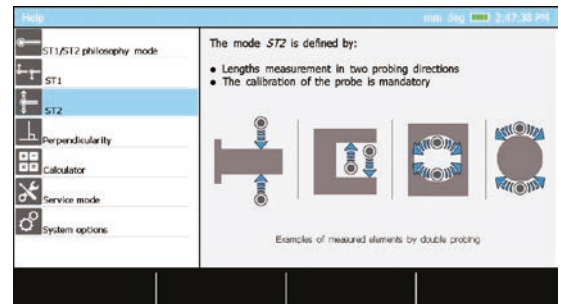 Help
mm deg 2:47:38 PM
ST1/ST2 philosophy mode
ST1
ST2
Perpendicularity
Calculator
Service mode
System options
The mode ST2 is defined by:
● Lengths measurement in two probing directions
● The calibration of the probe is mandatory
Examples of measured elements by double probing